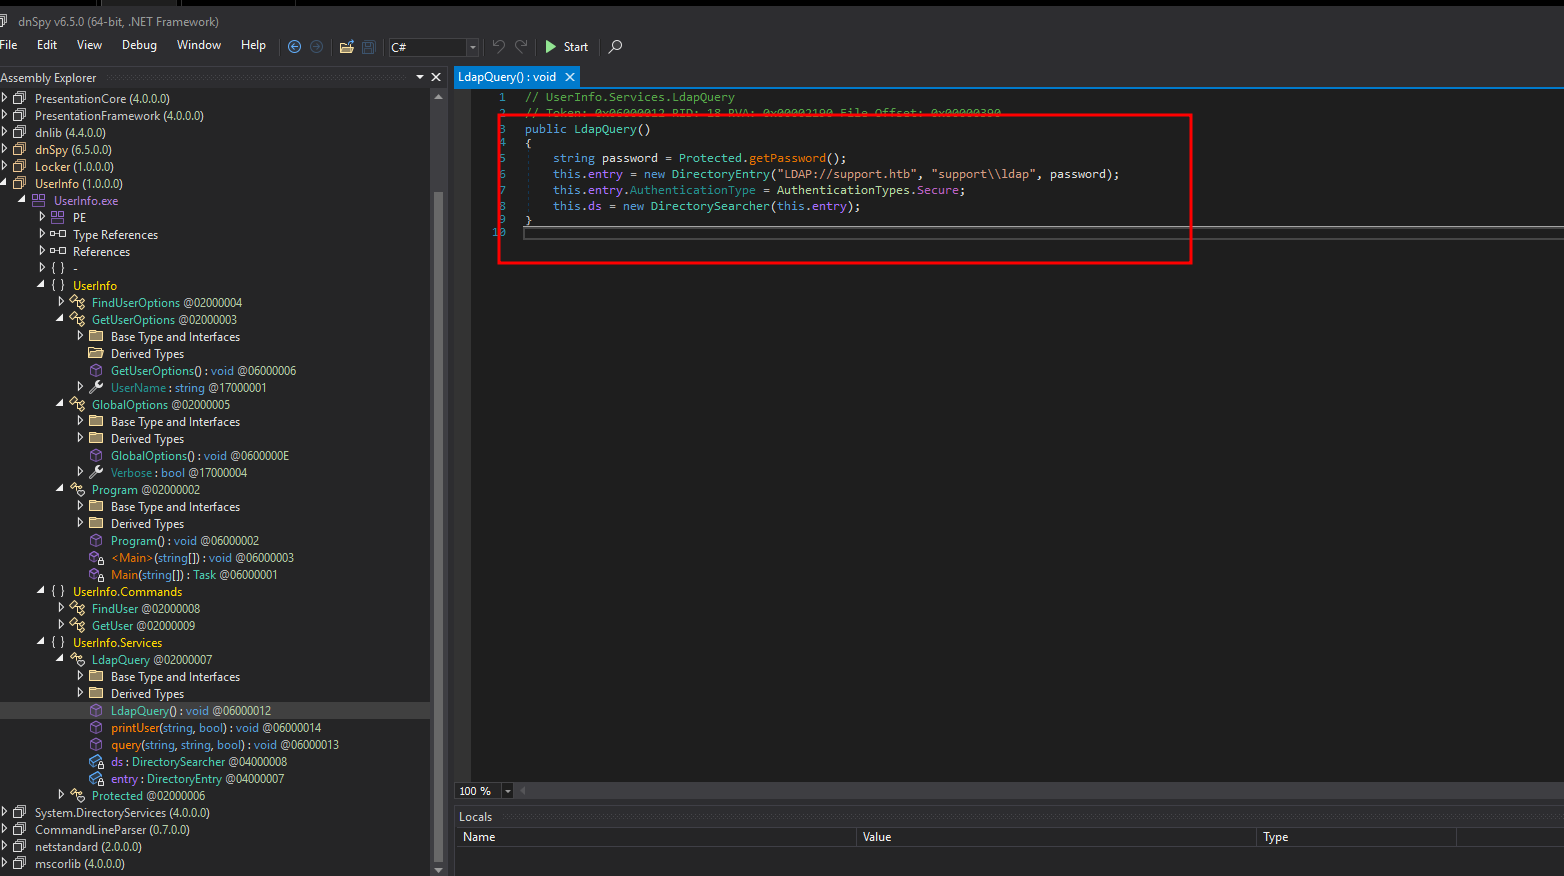 dnSpy v6.5.0 (64-bit, .NET Framework)
File Edit View Debug Window Help C# Start
Assembly Explorer
PresentationCore (4.0.0.0)
PresentationFramework (4.0.0.0)
dnlib (4.4.0.0)
dnSpy (6.5.0.0)
Locker (1.0.0.0)
UserInfo (1.0.0.0)
UserInfo.exe
PE
Type References
References
{ } -
{ } UserInfo
FindUserOptions @02000004
GetUserOptions @02000003
Base Type and Interfaces
Derived Types
GetUserOptions() : void @06000006
UserName : string @17000001
GlobalOptions @02000005
Base Type and Interfaces
Derived Types
GlobalOptions() : void @0600000E
Verbose : bool @17000004
Program @02000002
Base Type and Interfaces
Derived Types
Program() : void @06000002
<Main>(string[]) : void @06000003
Main(string[]) : Task @06000001
{ } UserInfo.Commands
FindUser @02000008
GetUser @02000009
{ } UserInfo.Services
LdapQuery @02000007
Base Type and Interfaces
Derived Types
LdapQuery() : void @06000012
printUser(string, bool) : void @06000014
query(string, string, bool) : void @06000013
ds : DirectorySearcher @04000008
entry : DirectoryEntry @04000007
Protected @02000006
System.DirectoryServices (4.0.0.0)
CommandLineParser (0.7.0.0)
netstandard (2.0.0.0)
mscorlib (4.0.0.0)
LdapQuery() : void
1 // UserInfo.Services.LdapQuery
2 // Token: 0x06000012 RID: 18 RVA: 0x00002190 File Offset: 0x00000390
3 public LdapQuery()
4 {
5 string password = Protected.getPassword();
6 this.entry = new DirectoryEntry("LDAP://support.htb", "support\\ldap", password);
7 this.entry.AuthenticationType = AuthenticationTypes.Secure;
8 this.ds = new DirectorySearcher(this.entry);
9 }
10
100 %
Locals
Name Value Type